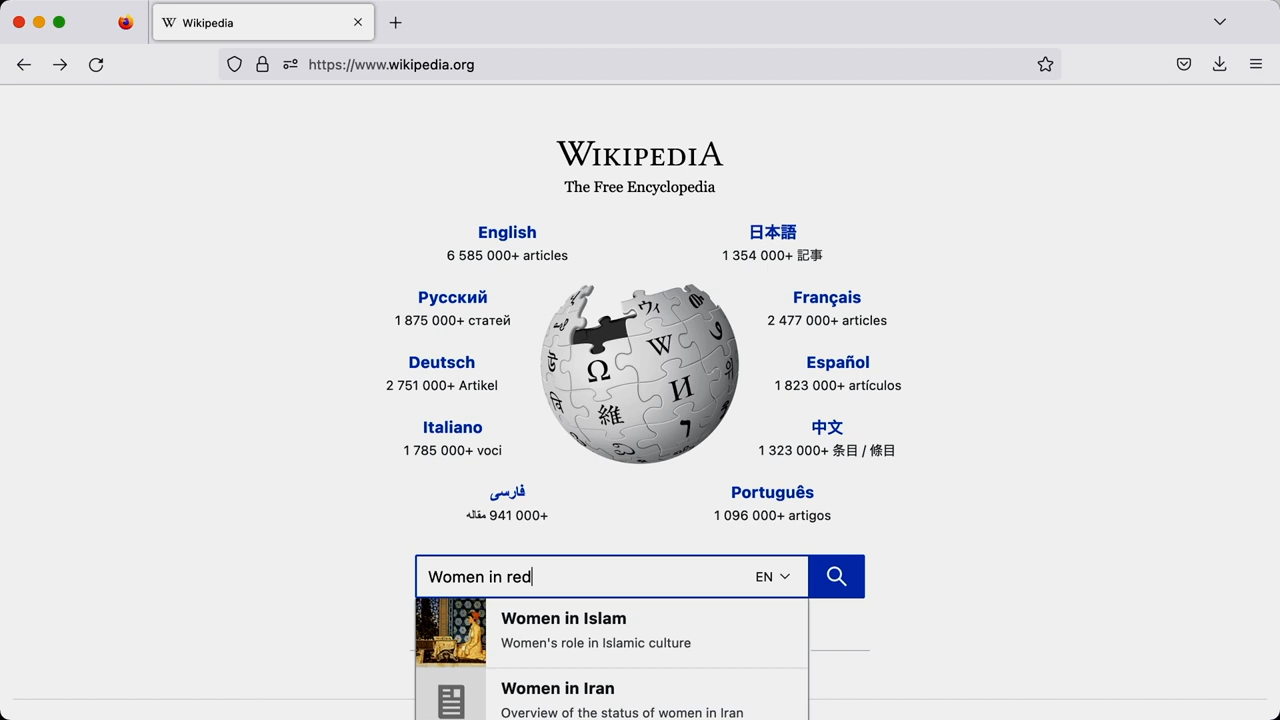 Wikipedia
https://www.wikipedia.org
WIKIPEDIA
The Free Encyclopedia
English
6 585 000+ articles
日本語
1 354 000+ 記事
Русский
1 875 000+ статей
Français
2 477 000+ articles
Deutsch
2 751 000+ Artikel
Español
1 823 000+ artículos
Italiano
1 785 000+ voci
中文
1 323 000+ 条目 / 條目
فارسی
۹۴۱ 000+ مقاله
Português
1 096 000+ artigos
Women in red
EN
Women in Islam
Women's role in Islamic culture
Women in Iran
Overview of the status of women in Iran